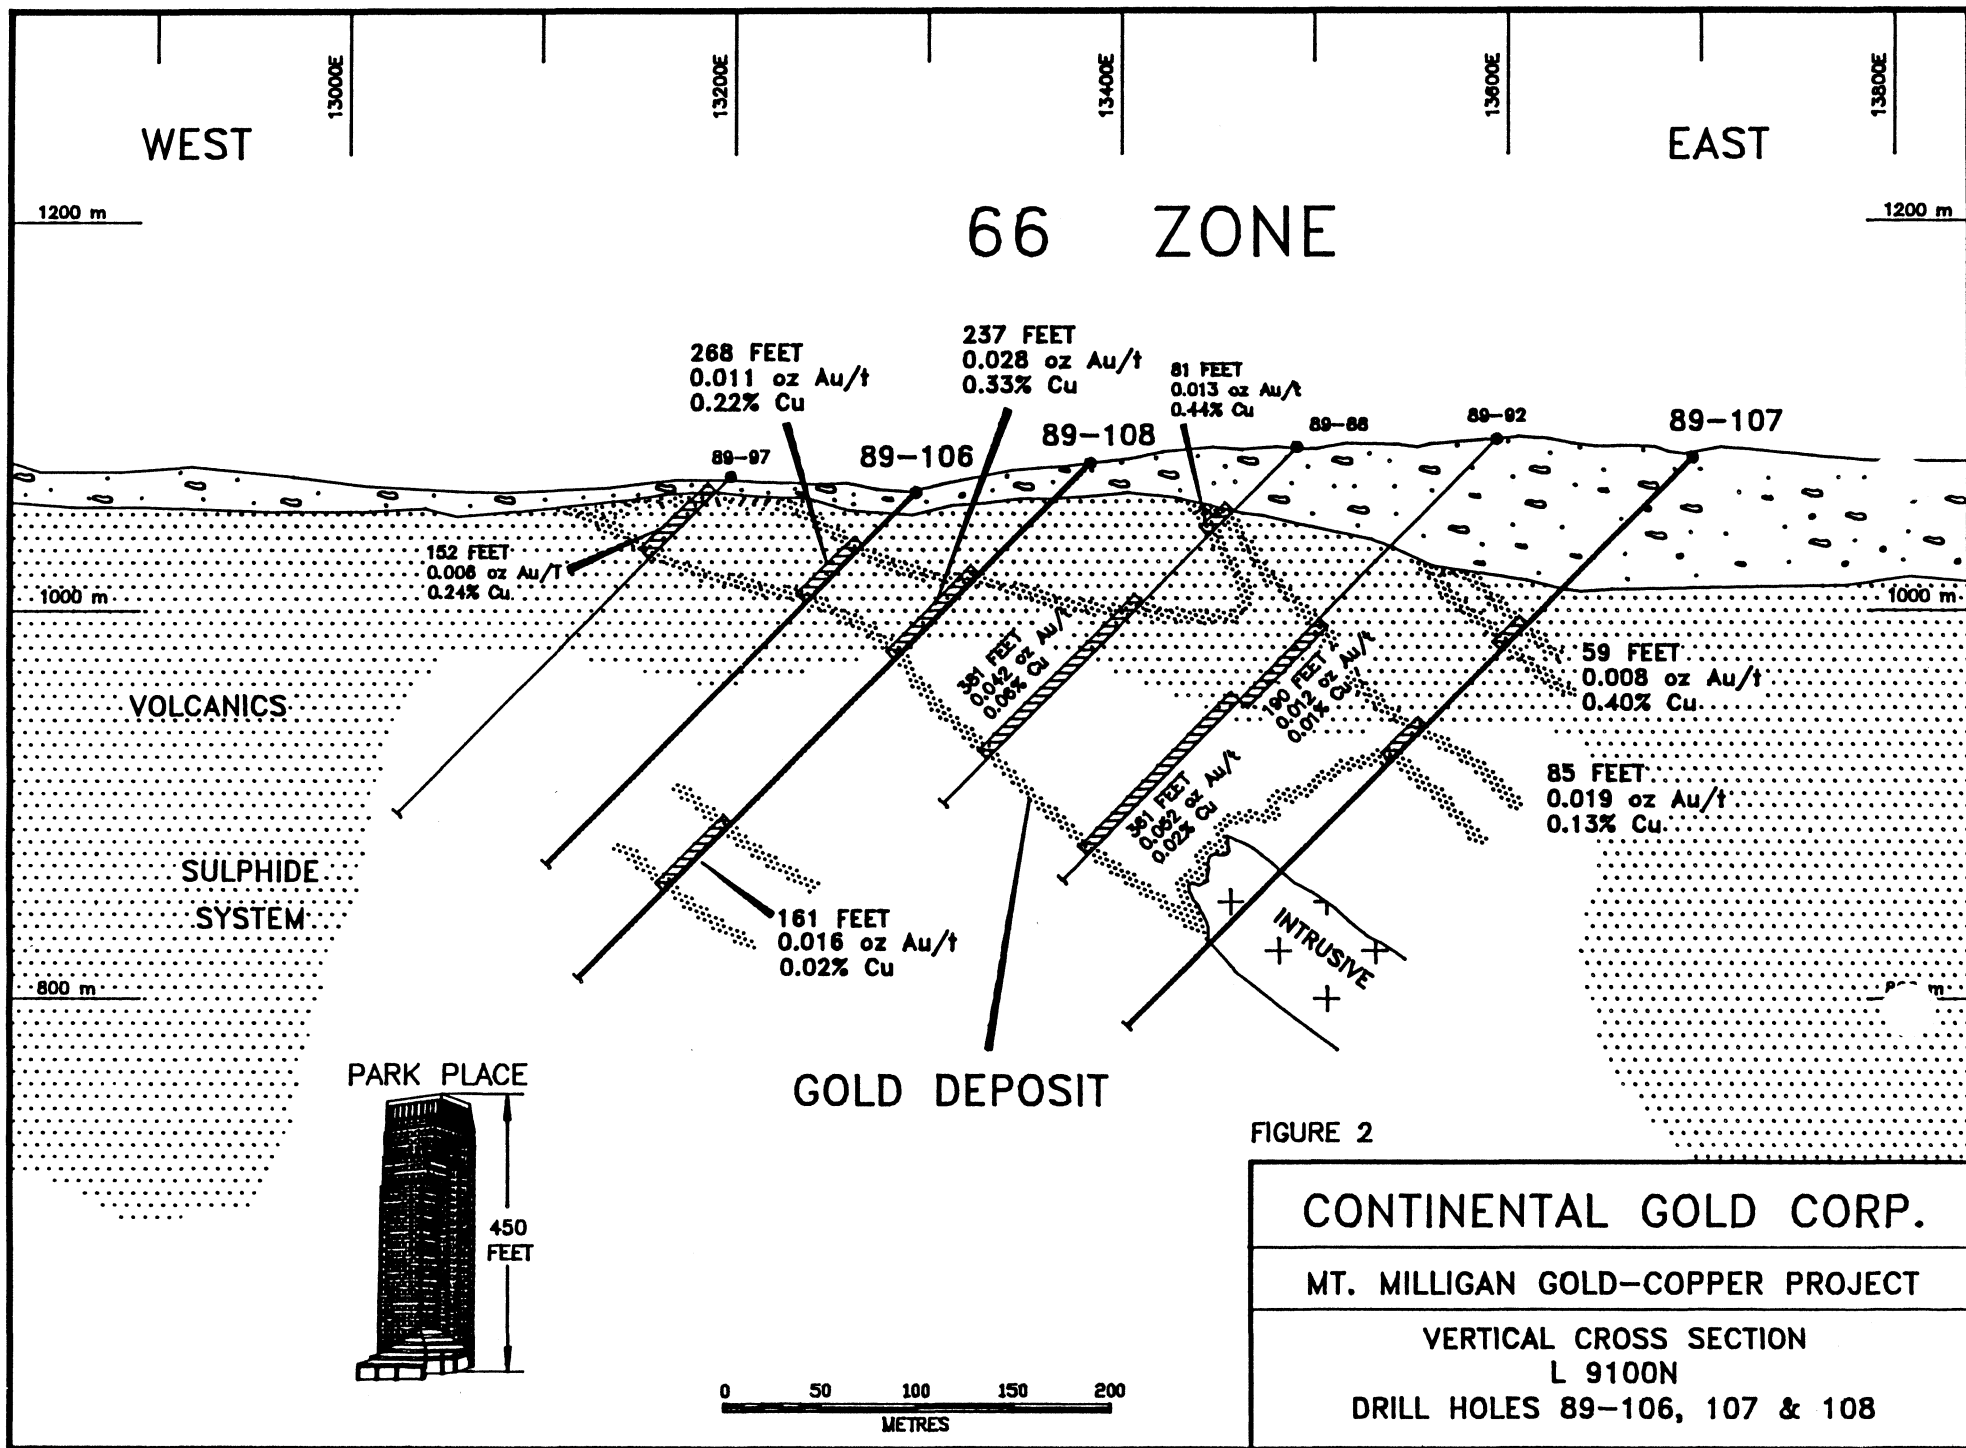 13000E
13200E
13400E
13600E
13800E
WEST
EAST
1200 m
1200 m
66 ZONE
268 FEET
0.011 oz Au/t
0.22% Cu
237 FEET
0.028 oz Au/t
0.33% Cu
81 FEET
0.013 oz Au/t
0.44% Cu
89-97
89-106
89-108
89-92
89-107
152 FEET
0.006 oz Au/T
0.24% Cu
1000 m
1000 m
381 FEET
0.042 oz Au/t
0.06% Cu
190 FEET
0.012 oz Au/t
0.01% Cu
59 FEET
0.008 oz Au/t
0.40% Cu
VOLCANICS
361 FEET
0.052 oz Au/t
0.02% Cu
85 FEET
0.019 oz Au/t
0.13% Cu
SULPHIDE
SYSTEM
161 FEET
0.016 oz Au/t
0.02% Cu
INTRUSIVE
800 m
m
PARK PLACE
450
FEET
GOLD DEPOSIT
FIGURE 2
CONTINENTAL GOLD CORP.
MT. MILLIGAN GOLD-COPPER PROJECT
VERTICAL CROSS SECTION
L 9100N
DRILL HOLES 89-106, 107 & 108
0 50 100 150 200
METRES